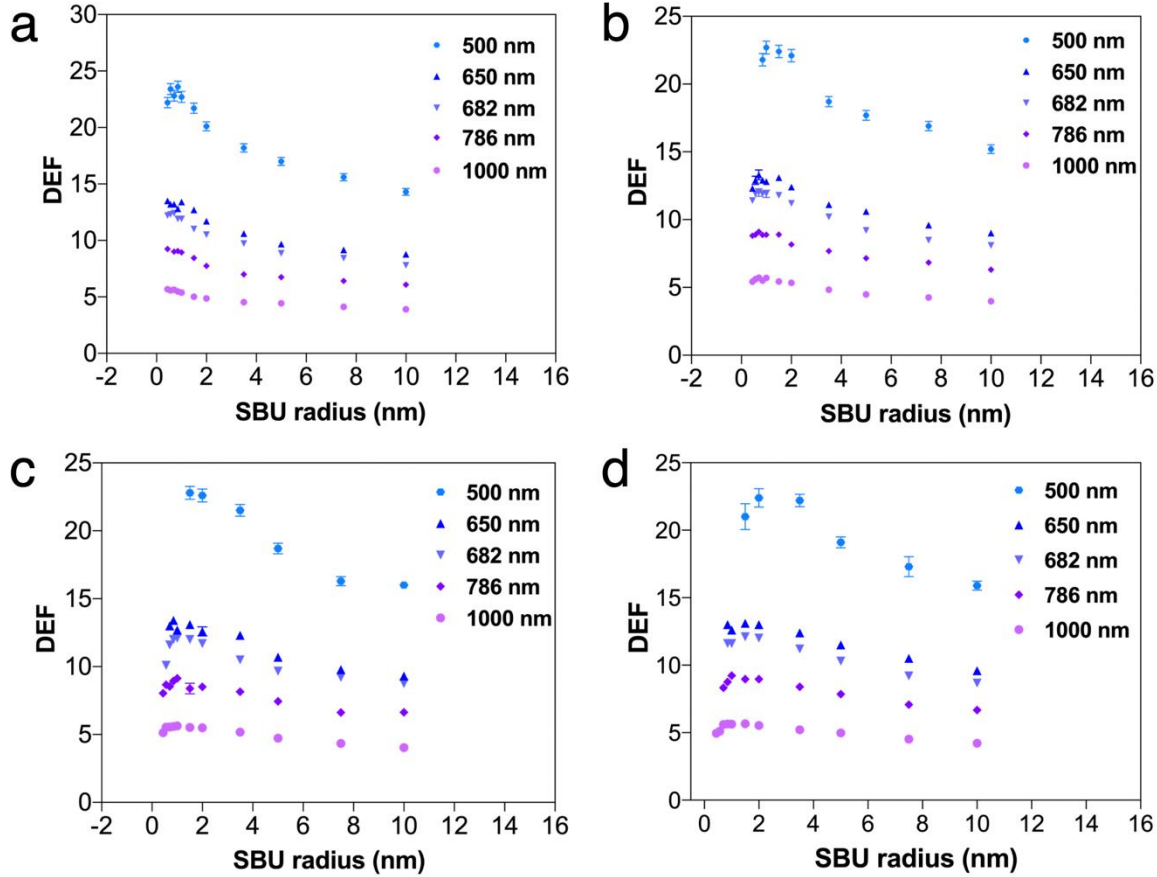 a
30
25
20
15
10
5
0
-2 0 2 4 6 8 10 12 14 16
DEF
SBU radius (nm)
500 nm
650 nm
682 nm
786 nm
1000 nm
b
25
20
15
10
5
0
-2 0 2 4 6 8 10 12 14 16
DEF
SBU radius (nm)
500 nm
650 nm
682 nm
786 nm
1000 nm
c
25
20
15
10
5
0
-2 0 2 4 6 8 10 12 14 16
DEF
SBU radius (nm)
500 nm
650 nm
682 nm
786 nm
1000 nm
d
25
20
15
10
5
0
0 2 4 6 8 10 12 14 16
DEF
SBU radius (nm)
500 nm
650 nm
682 nm
786 nm
1000 nm